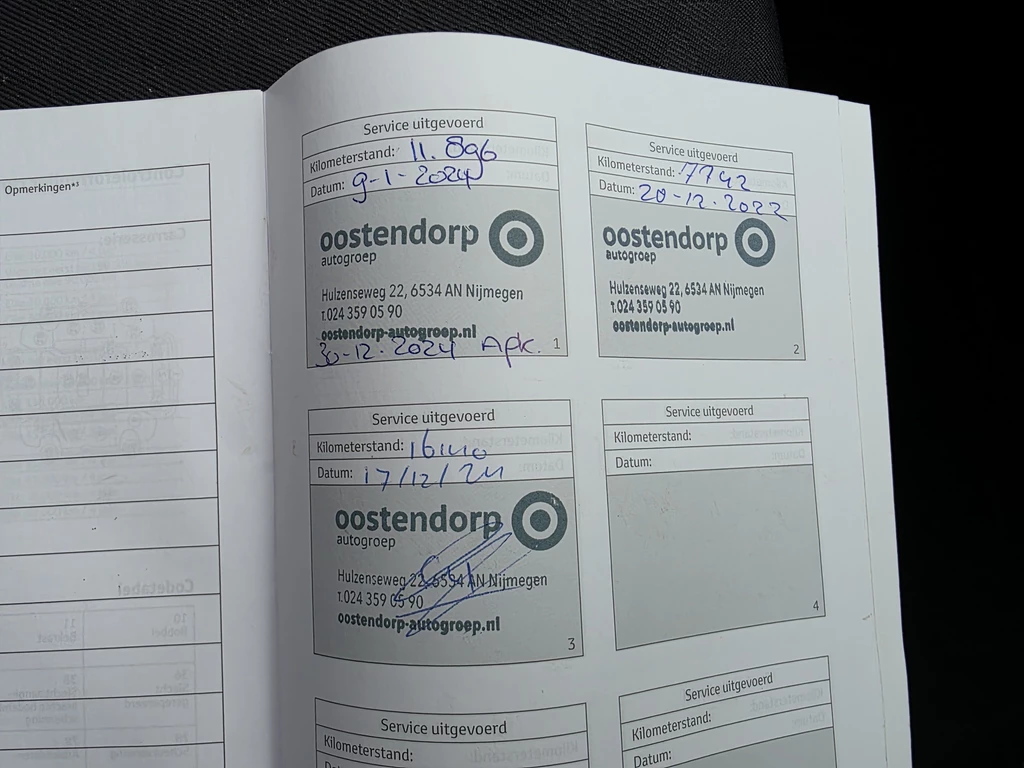 Opmerkingen*³
Service uitgevoerd
Kilometerstand: 11.896
Datum: 9-1-2024
oostendorp
autogroep
Hulzenseweg 22, 6534 AN Nijmegen
t.024 359 05 90
oostendorp-autogroep.nl
30-12-2024 Apk.
1
Service uitgevoerd
Kilometerstand: 7742
Datum: 20-12-2022
oostendorp
autogroep
Hulzenseweg 22, 6534 AN Nijmegen
t.024 359 05 90
oostendorp-autogroep.nl
2
Service uitgevoerd
Kilometerstand:
Datum: 17/12/24
oostendorp
autogroep
Hulzenseweg 22, 6534 AN Nijmegen
t.024 359 05 90
oostendorp-autogroep.nl
3
Service uitgevoerd
Kilometerstand:
Datum:
4
Service uitgevoerd
Kilometerstand:
Service uitgevoerd
Kilometerstand:
Datum: